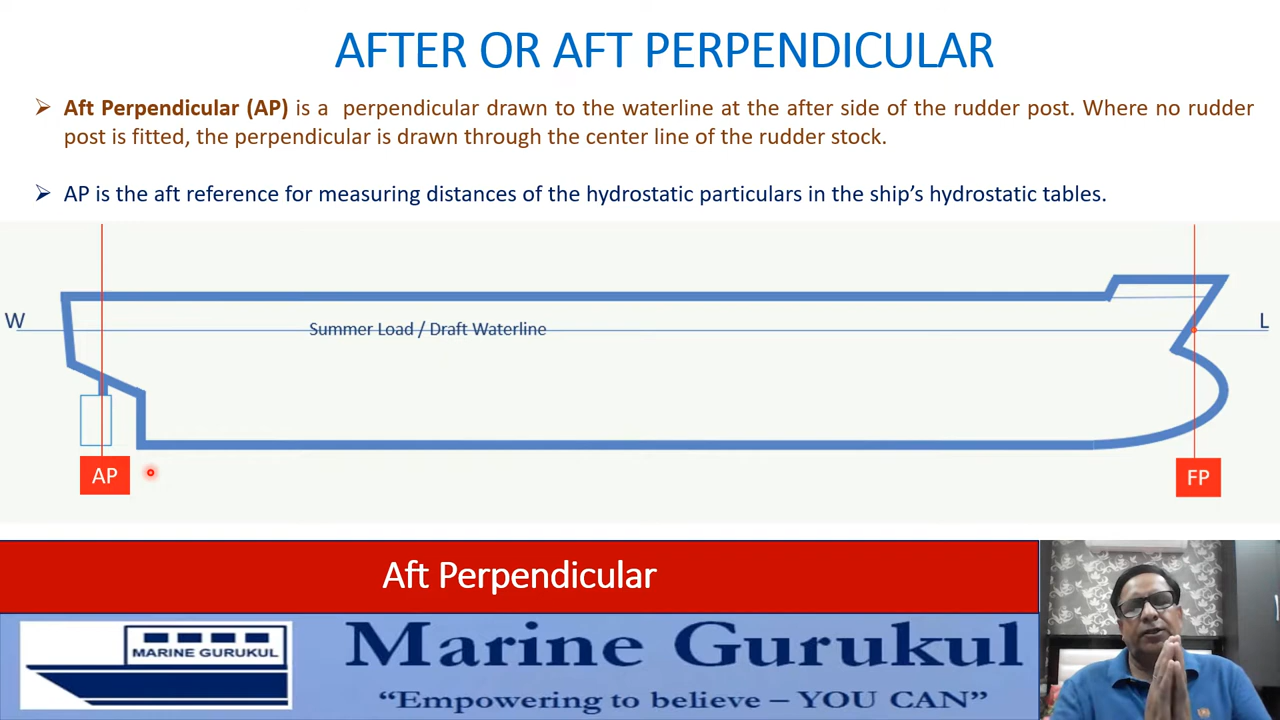 AFTER OR AFT PERPENDICULAR
Aft Perpendicular (AP) is a perpendicular drawn to the waterline at the after side of the rudder post. Where no rudder
post is fitted, the perpendicular is drawn through the center line of the rudder stock.
AP is the aft reference for measuring distances of the hydrostatic particulars in the ship's hydrostatic tables.
W
L
Summer Load / Draft Waterline
AP
FP
Aft Perpendicular
MARINE GURUKUL
Marine Gurukul
“Empowering to believe – YOU CAN”